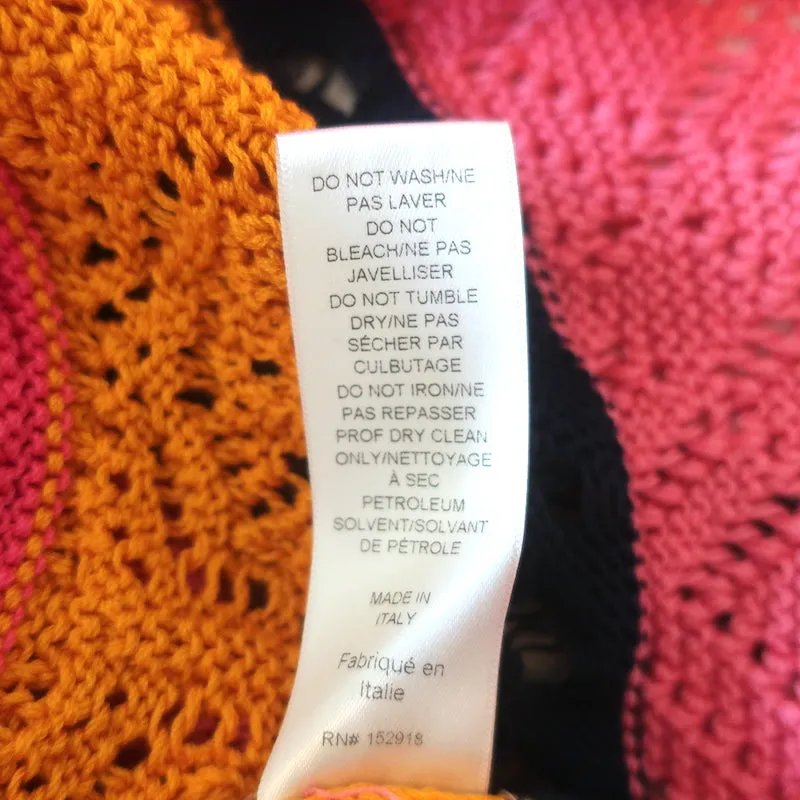 DO NOT WASH/NE
PAS LAVER
DO NOT
BLEACH/NE PAS
JAVELLISER
DO NOT TUMBLE
DRY/NE PAS
SÉCHER PAR
CULBUTAGE
DO NOT IRON/NE
PAS REPASSER
PROF DRY CLEAN
ONLY/NETTOYAGE
À SEC
PETROLEUM
SOLVENT/SOLVANT
DE PÉTROLE
MADE IN
ITALY
Fabriqué en
Italie
RN# 152918